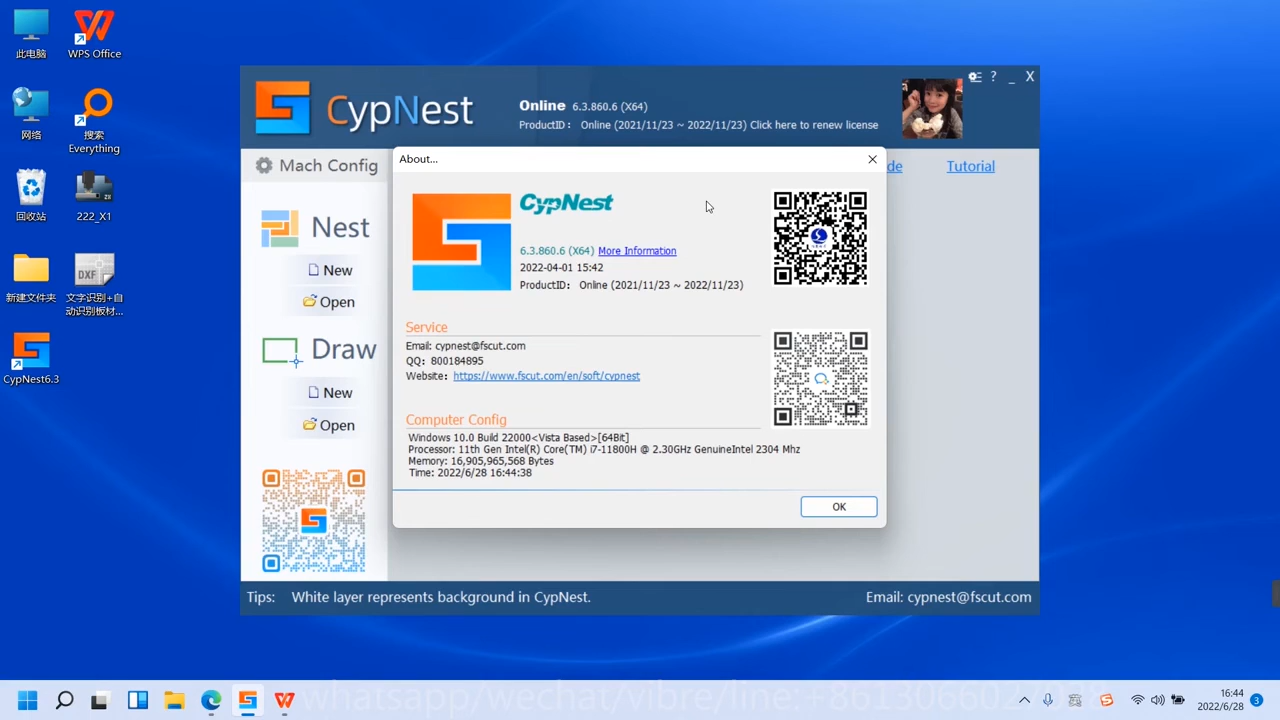 此电脑
WPS Office
网络
搜索
Everything
回收站
222_X1
新建文件夹
DXF
文字识别+自
动识别板材...
CypNest6.3
CypNest
Online 6.3.860.6 (X64)
ProductID： Online (2021/11/23 ~ 2022/11/23) Click here to renew license
? _ X
Mach Config
de
Tutorial
Nest
New
Open
Draw
New
Open
About...
CypNest
6.3.860.6 (X64) More Information
2022-04-01 15:42
ProductID： Online (2021/11/23 ~ 2022/11/23)
Service
Email: cypnest@fscut.com
QQ：800184895
Website：https://www.fscut.com/en/soft/cypnest
Computer Config
Windows 10.0 Build 22000<Vista Based>[64Bit]
Processor: 11th Gen Intel(R) Core(TM) i7-11800H @ 2.30GHz GenuineIntel 2304 Mhz
Memory: 16,905,965,568 Bytes
Time: 2022/6/28 16:44:38
OK
Tips: White layer represents background in CypNest.
Email: cypnest@fscut.com
16:44
2022/6/28
3